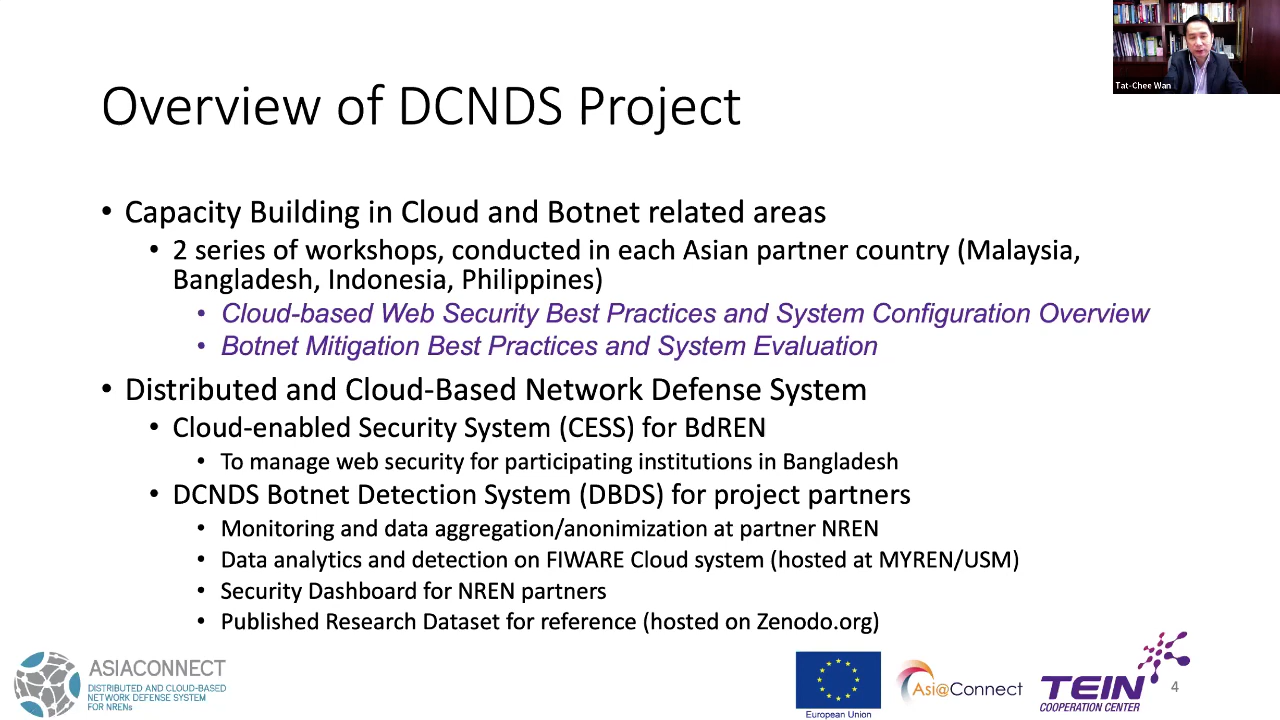 Tat-Chee Wan
Overview of DCNDS Project
• Capacity Building in Cloud and Botnet related areas
• 2 series of workshops, conducted in each Asian partner country (Malaysia,
Bangladesh, Indonesia, Philippines)
• Cloud-based Web Security Best Practices and System Configuration Overview
• Botnet Mitigation Best Practices and System Evaluation
• Distributed and Cloud-Based Network Defense System
• Cloud-enabled Security System (CESS) for BdREN
• To manage web security for participating institutions in Bangladesh
• DCNDS Botnet Detection System (DBDS) for project partners
• Monitoring and data aggregation/anonimization at partner NREN
• Data analytics and detection on FIWARE Cloud system (hosted at MYREN/USM)
• Security Dashboard for NREN partners
• Published Research Dataset for reference (hosted on Zenodo.org)
ASIACONNECT
DISTRIBUTED AND CLOUD-BASED
NETWORK DEFENSE SYSTEM
FOR NRENs
European Union
Asi@Connect
TEIN
COOPERATION CENTER
4